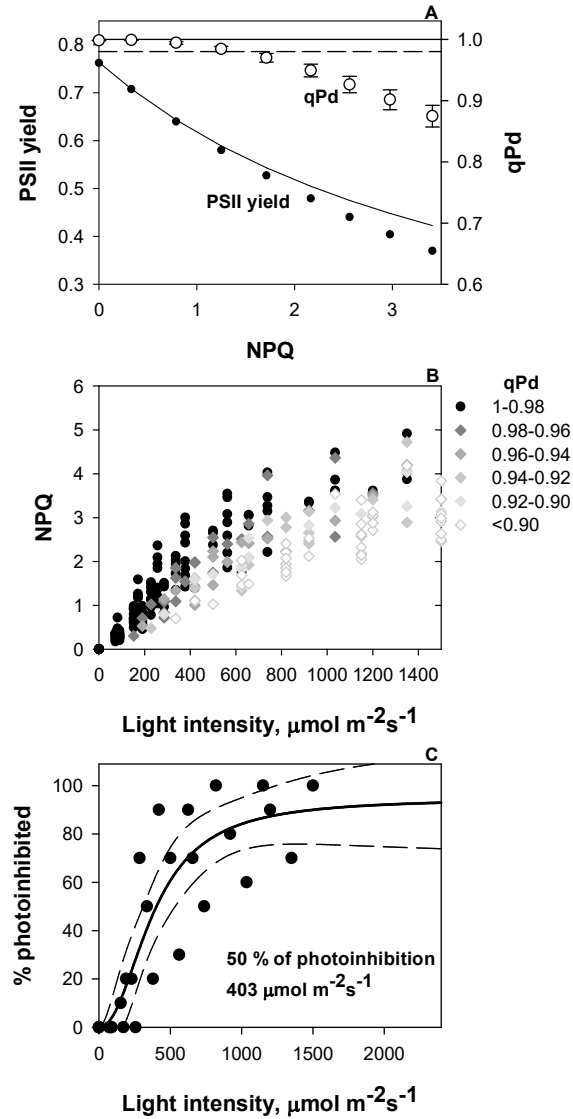 A
0.8
0.7
0.6
0.5
0.4
0.3
PSII yield
1.0
0.9
0.8
0.7
0.6
qPd
qPd
PSII yield
0 1 2 3
NPQ
B
6
5
4
3
2
1
0
NPQ
0 200 400 600 800 1000 1200 1400
Light intensity, μmol m-2s-1
qPd
1-0.98
0.98-0.96
0.96-0.94
0.94-0.92
0.92-0.90
<0.90
C
100
80
60
40
20
0
% photoinhibited
50 % of photoinhibition
403 μmol m-2s-1
0 500 1000 1500 2000
Light intensity, μmol m-2s-1